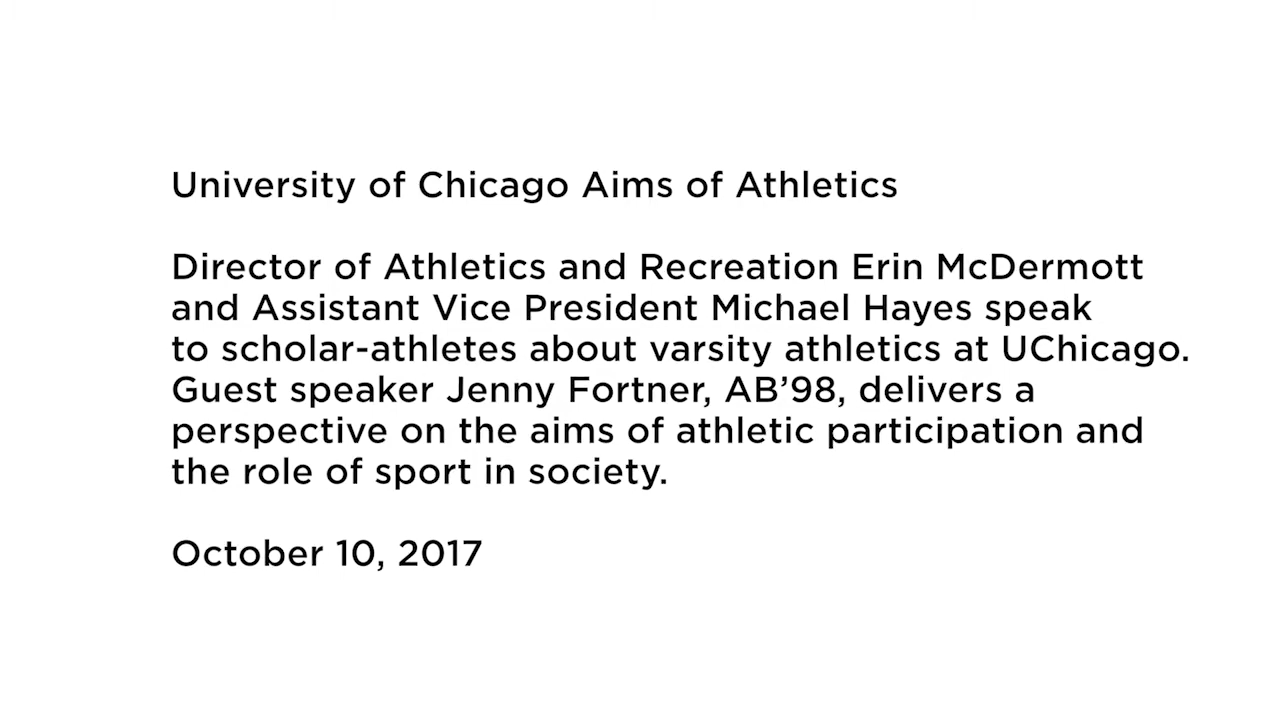 University of Chicago Aims of Athletics
Director of Athletics and Recreation Erin McDermott
and Assistant Vice President Michael Hayes speak
to scholar-athletes about varsity athletics at UChicago.
Guest speaker Jenny Fortner, AB’98, delivers a
perspective on the aims of athletic participation and
the role of sport in society.
October 10, 2017